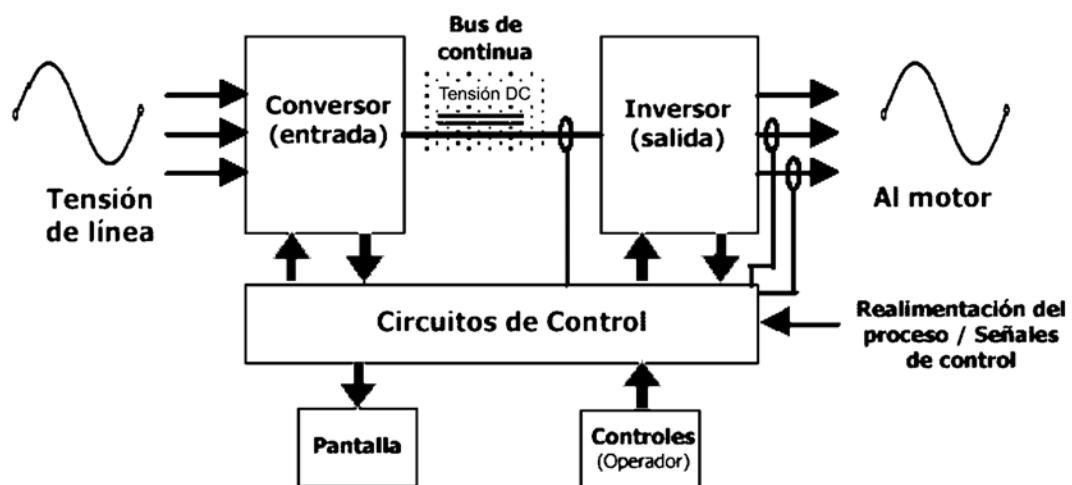 Bus de
continua
Tensión DC
Conversor
(entrada)
Inversor
(salida)
Tensión
de línea
Al motor
Circuitos de Control
Realimentación del
proceso / Señales
de control
Pantalla
Controles
(Operador)